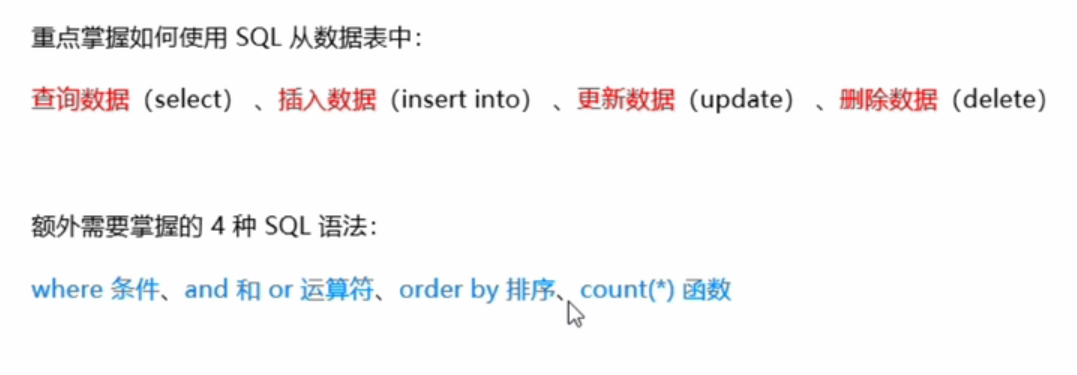 重点掌握如何使用 SQL 从数据表中：
查询数据（select） 、插入数据（insert into） 、更新数据（update） 、删除数据（delete）
额外需要掌握的 4 种 SQL 语法：
where 条件、and 和 or 运算符、order by 排序、count(*) 函数